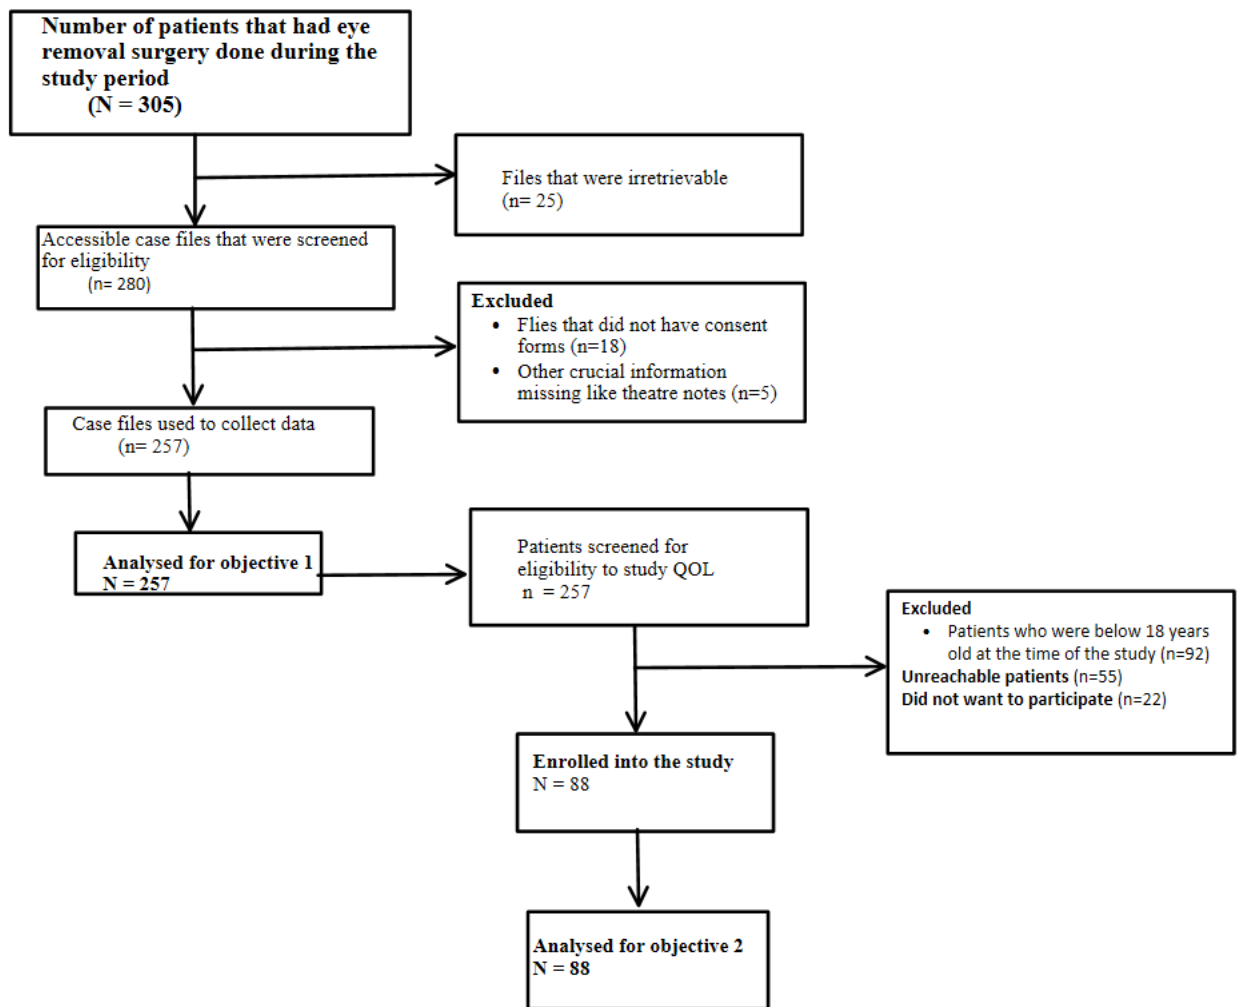 Number of patients that had eye
removal surgery done during the
study period
(N = 305)
Files that were irretrievable
(n= 25)
Accessible case files that were screened
for eligibility
(n= 280)
Excluded
• Flies that did not have consent
forms (n=18)
• Other crucial information
missing like theatre notes (n=5)
Case files used to collect data
(n= 257)
Analysed for objective 1
N = 257
Patients screened for
eligibility to study QOL
n = 257
Excluded
• Patients who were below 18 years
old at the time of the study (n=92)
Unreachable patients (n=55)
Did not want to participate (n=22)
Enrolled into the study
N = 88
Analysed for objective 2
N = 88